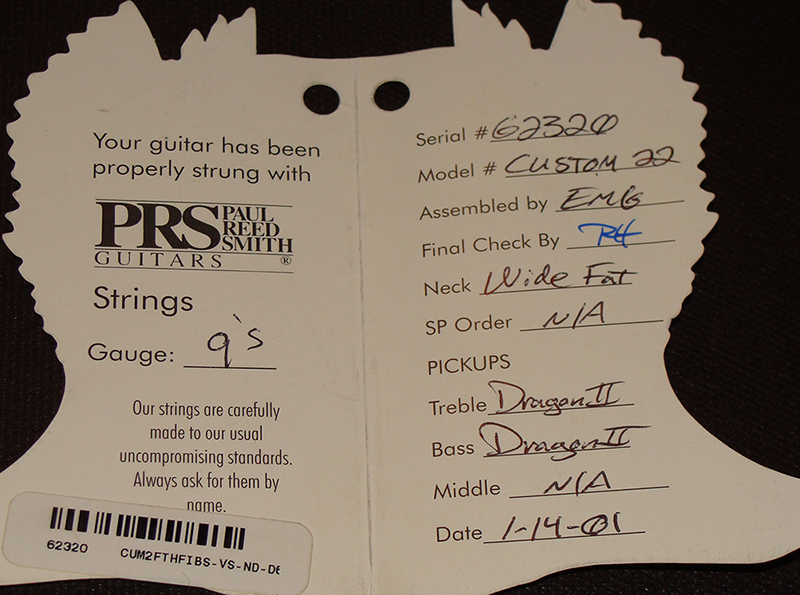 Your guitar has been
properly strung with
PRS PAUL
REED
SMITH
GUITARS ®
Strings
Gauge: 9's
Our strings are carefully
made to our usual
uncompromising standards.
Always ask for them by
name.
62320 CUM2FTHFIBS-VS-ND-DE
Serial # 62320
Model # CUSTOM 22
Assembled by EMG
Final Check By RH
Neck Wide Fat
SP Order N/A
PICKUPS
Treble Dragon II
Bass Dragon II
Middle N/A
Date 1-14-01